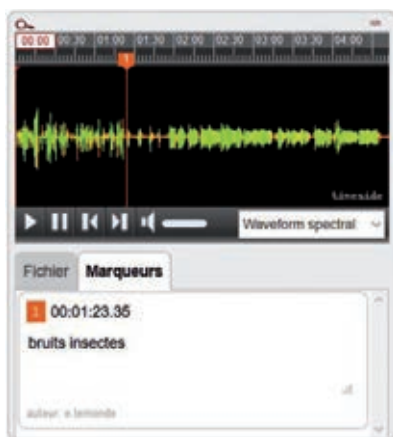 00:00 00:30 01:00 01:30 02:00 02:30 03:00 03:30 04:00
1
timeside
Waveform spectral
Fichier Marqueurs
1 00:01:23.35
bruits insectes
auteur: e.lemonde